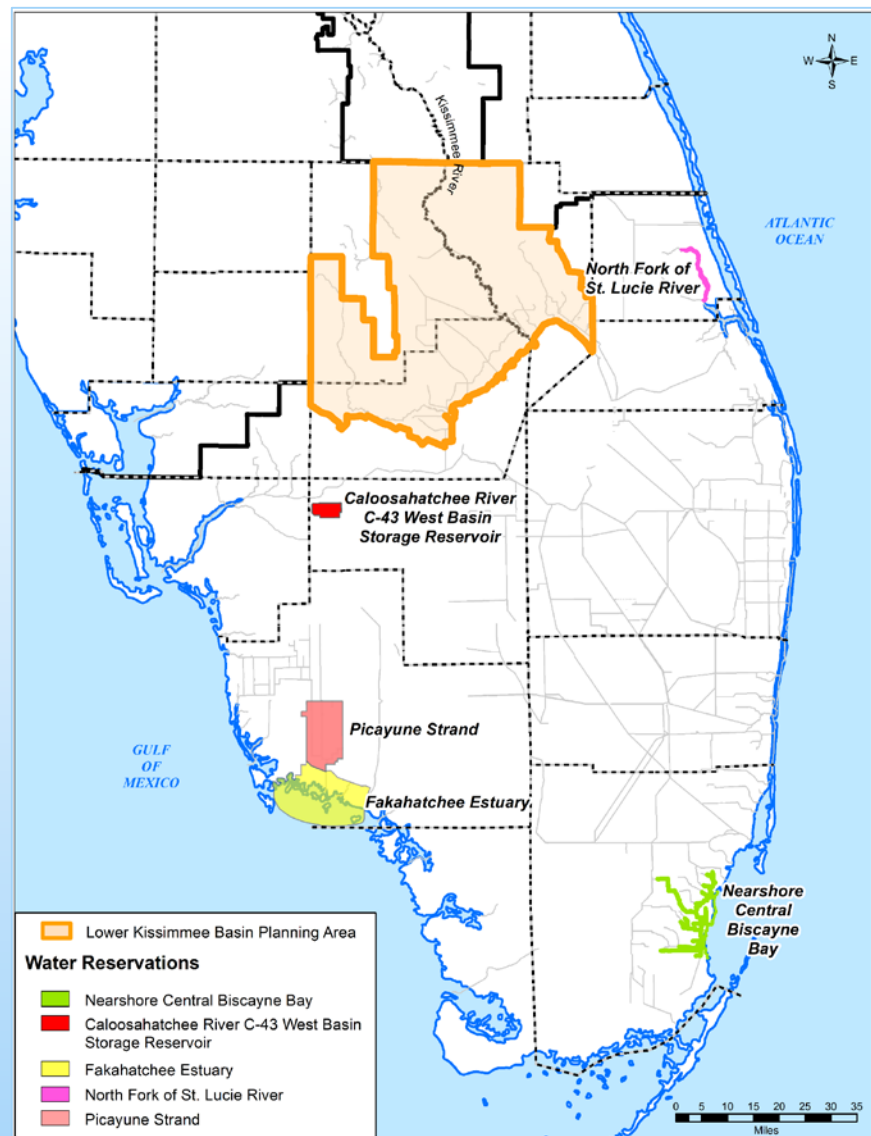 N
W E
S
Kissimmee River
ATLANTIC
OCEAN
North Fork of
St. Lucie River
Caloosahatchee River
C-43 West Basin
Storage Reservoir
Picayune Strand
GULF
OF
MEXICO
Fakahatchee Estuary
Nearshore
Central
Biscayne
Bay
Lower Kissimmee Basin Planning Area
Water Reservations
Nearshore Central Biscayne Bay
Caloosahatchee River C-43 West Basin
Storage Reservoir
Fakahatchee Estuary
North Fork of St. Lucie River
Picayune Strand
0 5 10 15 20 25 30 35
Miles